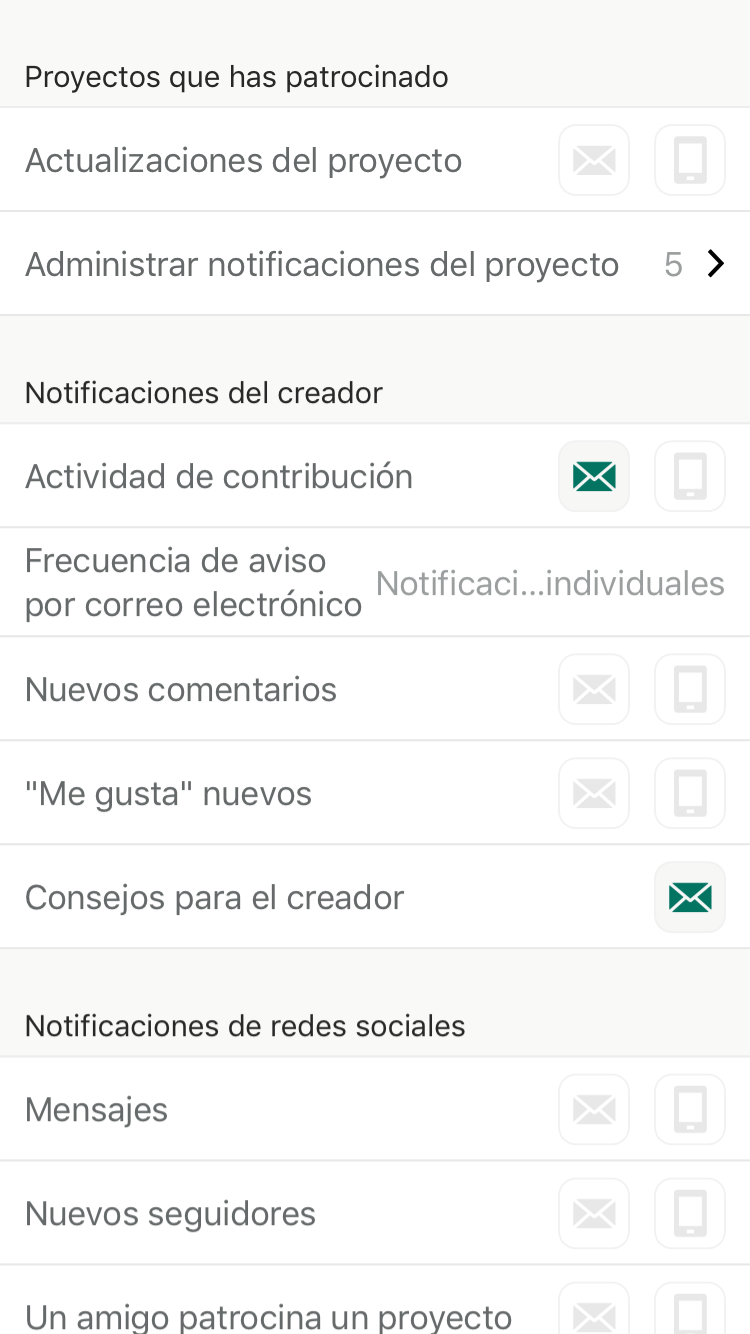 Proyectos que has patrocinado
Actualizaciones del proyecto
Administrar notificaciones del proyecto 5
Notificaciones del creador
Actividad de contribución
Frecuencia de aviso
por correo electrónico
Notificaci...individuales
Nuevos comentarios
"Me gusta" nuevos
Consejos para el creador
Notificaciones de redes sociales
Mensajes
Nuevos seguidores
Un amigo patrocina un proyecto